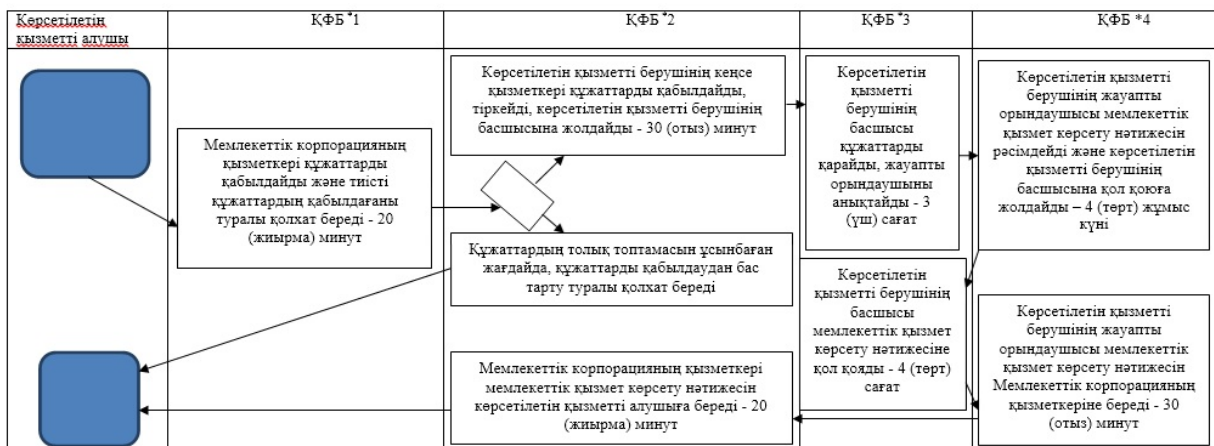 Көрсетілетін
қызметті алушы
ҚФБ *1
ҚФБ *2
ҚФБ *3
ҚФБ *4
Мемлекеттік корпорацияның
қызметкері құжаттарды
қабылдайды және тиісті
құжаттардың қабылдағаны
туралы қолхат береді - 20
(жиырма) минут
Көрсетілетін қызметті берушінің кеңсе
қызметкері құжаттарды қабылдайды,
тіркейді, көрсетілетін қызметті берушінің
басшысына жолдайды - 30 (отыз) минут
Құжаттардың толық топтамасын ұсынбаған
жағдайда, құжаттарды қабылдаудан бас
тарту туралы қолхат береді
Мемлекеттік корпорацияның қызметкері
мемлекеттік қызмет көрсету нәтижесін
көрсетілетін қызметті алушыға береді - 20
(жиырма) минут
Көрсетілетін
қызметті
берушінің
басшысы
құжаттарды
қарайды, жауапты
орындаушыны
анықтайды - 3
(үш) сағат
Көрсетілетін
қызметті берушінің
басшысы
мемлекеттік қызмет
көрсету нәтижесіне
қол қояды - 4 (төрт)
сағат
Көрсетілетін қызметті
берушінің жауапты
орындаушысы мемлекеттік
қызмет көрсету нәтижесін
рәсімдейді және көрсетілетін
қызметті берушінің
басшысына қол қоюға
жолдайды – 4 (төрт) жұмыс
күні
Көрсетілетін қызметті
берушінің жауапты
орындаушысы мемлекеттік
қызмет көрсету нәтижесін
Мемлекеттік корпорацияның
қызметкеріне береді - 30
(отыз) минут